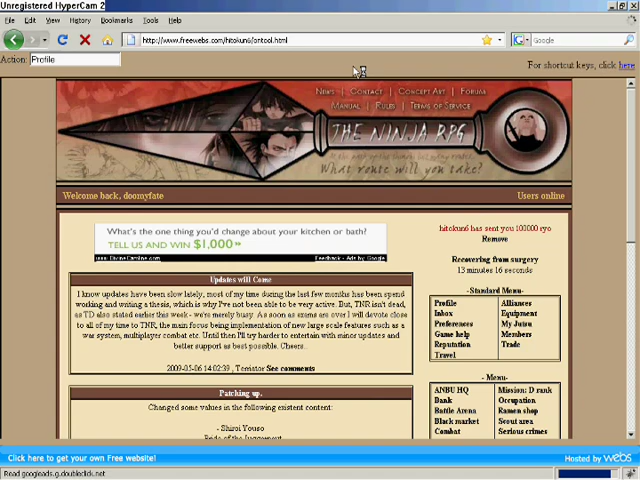 Unregistered HyperCam 2
File Edit View History Bookmarks Tools Help
http://www.freewebs.com/hitokun6/jontool.html
Google
Action: Profile
For shortcut keys, click here
News | Contact | Concept Art | Forum
Manual | Rules | Terms of Service
THE NINJA RPG
What route will you take?
Welcome back, doomyfate
Users online
What's the one thing you'd change about your kitchen or bath?
TELL US AND WIN $1,000
www.DivineCaroline.com
Feedback - Ads by Google
hitokun6 has sent you 100000 ryo
Remove
Recovering from surgery
13 minutes 16 seconds
Updates will Come
I know updates have been slow lately, most of my time during the last few months has been spend
working and writing a thesis, which is why I've not been able to be very active. But, TNR isn't dead,
as TD also stated earlier this week - we're merely busy. As soon as exams are over I will devote close
to all of my time to TNR, the main focus being implementation of new large scale features such as a
war system, multiplayer combat etc. Until then I'll try harder to entertain with minor updates and
better support as best possible. Cheers..
2009-05-06 14:02:39 , Terriator See comments
-Standard Menu-
Profile Alliances
Inbox Equipment
Preferences My Jutsu
Game help Members
Reputation Trade
Travel
Patching up.
Changed some values in the following existent content:
- Shiroi Youso
- Menu-
ANBU HQ Mission: D rank
Bank Occupation
Battle Arena Ramen shop
Black market Scout area
Combat Serious crimes
Click here to get your own Free website!
Hosted by webs
Read googleads.g.doubleclick.net